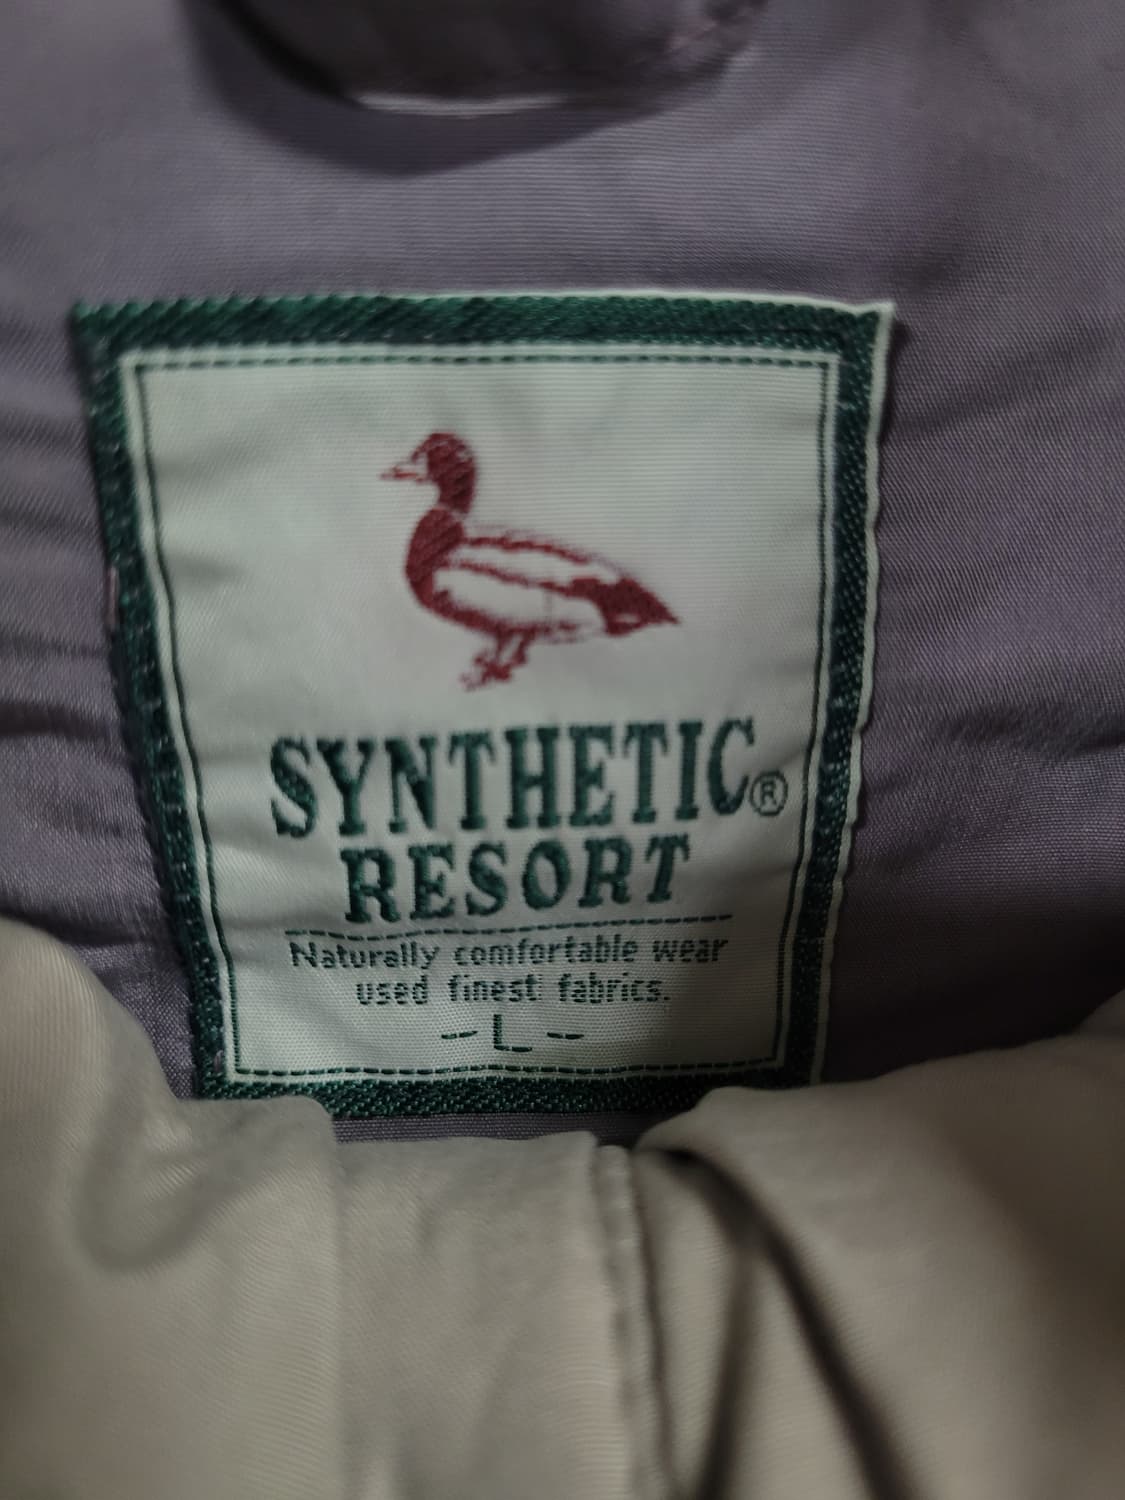 SYNTHETIC®
RESORT
Naturally comfortable wear
used finest fabrics.
-L-